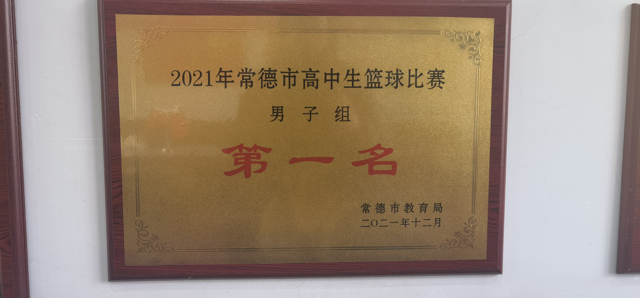 2021年常德市高中生篮球比赛
男子组
第一名
常德市教育局
二〇二一年十二月